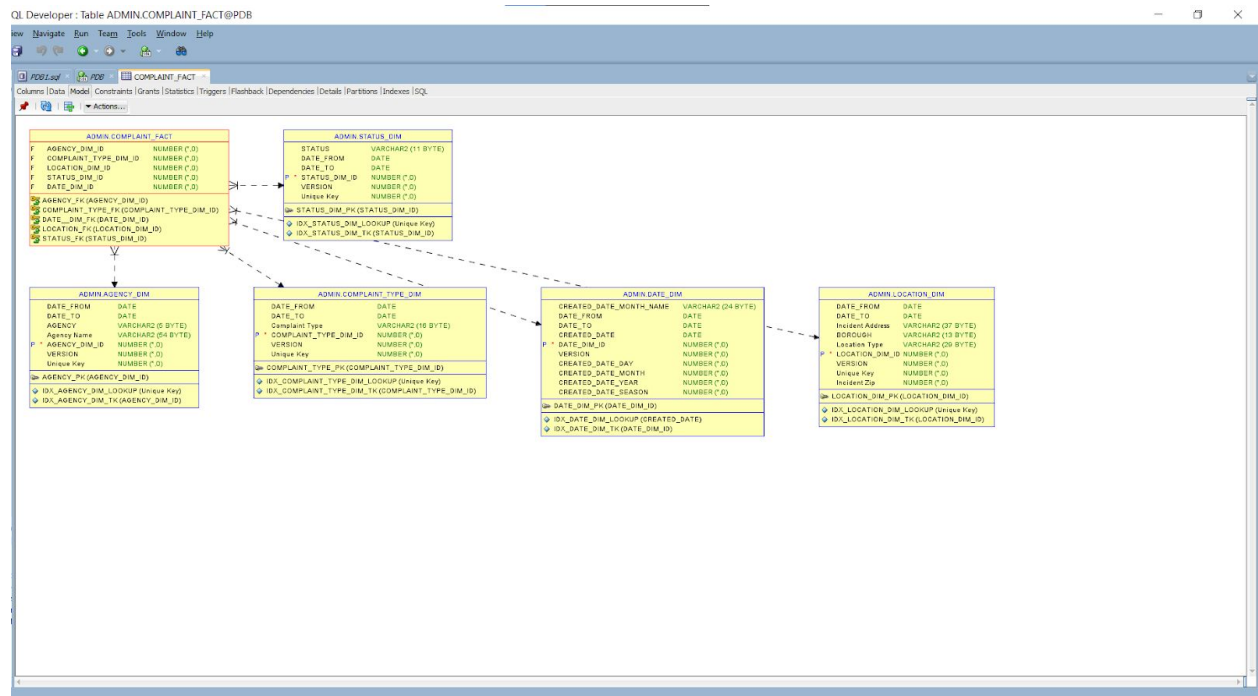 QL Developer : Table ADMIN.COMPLAINT_FACT@PDB
ew Navigate Run Team Tools Window Help
PDB1.sql PDB COMPLAINT_FACT
Columns |Data |Model |Constraints |Grants |Statistics |Triggers |Flashback |Dependencies |Details |Partitions |Indexes |SQL
Actions...
ADMIN.COMPLAINT_FACT
F AGENCY_DIM_ID NUMBER (*,0)
F COMPLAINT_TYPE_DIM_ID NUMBER (*,0)
F LOCATION_DIM_ID NUMBER (*,0)
F STATUS_DIM_ID NUMBER (*,0)
F DATE_DIM_ID NUMBER (*,0)
AGENCY_FK (AGENCY_DIM_ID)
COMPLAINT_TYPE_FK (COMPLAINT_TYPE_DIM_ID)
DATE__DIM_FK (DATE_DIM_ID)
LOCATION_FK (LOCATION_DIM_ID)
STATUS_FK (STATUS_DIM_ID)
ADMIN.STATUS_DIM
STATUS VARCHAR2 (11 BYTE)
DATE_FROM DATE
DATE_TO DATE
P * STATUS_DIM_ID NUMBER (*,0)
VERSION NUMBER (*,0)
Unique Key NUMBER (*,0)
STATUS_DIM_PK (STATUS_DIM_ID)
IDX_STATUS_DIM_LOOKUP (Unique Key)
IDX_STATUS_DIM_TK (STATUS_DIM_ID)
ADMIN.AGENCY_DIM
DATE_FROM DATE
DATE_TO DATE
AGENCY VARCHAR2 (5 BYTE)
Agency Name VARCHAR2 (54 BYTE)
P * AGENCY_DIM_ID NUMBER (*,0)
VERSION NUMBER (*,0)
Unique Key NUMBER (*,0)
AGENCY_PK (AGENCY_DIM_ID)
IDX_AGENCY_DIM_LOOKUP (Unique Key)
IDX_AGENCY_DIM_TK (AGENCY_DIM_ID)
ADMIN.COMPLAINT_TYPE_DIM
DATE_FROM DATE
DATE_TO DATE
Complaint Type VARCHAR2 (16 BYTE)
P * COMPLAINT_TYPE_DIM_ID NUMBER (*,0)
VERSION NUMBER (*,0)
Unique Key NUMBER (*,0)
COMPLAINT_TYPE_PK (COMPLAINT_TYPE_DIM_ID)
IDX_COMPLAINT_TYPE_DIM_LOOKUP (Unique Key)
IDX_COMPLAINT_TYPE_DIM_TK (COMPLAINT_TYPE_DIM_ID)
ADMIN.DATE_DIM
CREATED_DATE_MONTH_NAME VARCHAR2 (24 BYTE)
DATE_FROM DATE
DATE_TO DATE
CREATED_DATE DATE
P * DATE_DIM_ID NUMBER (*,0)
VERSION NUMBER (*,0)
CREATED_DATE_DAY NUMBER (*,0)
CREATED_DATE_MONTH NUMBER (*,0)
CREATED_DATE_YEAR NUMBER (*,0)
CREATED_DATE_SEASON NUMBER (*,0)
DATE_DIM_PK (DATE_DIM_ID)
IDX_DATE_DIM_LOOKUP (CREATED_DATE)
IDX_DATE_DIM_TK (DATE_DIM_ID)
ADMIN.LOCATION_DIM
DATE_FROM DATE
DATE_TO DATE
Incident Address VARCHAR2 (37 BYTE)
BOROUGH VARCHAR2 (13 BYTE)
Location Type VARCHAR2 (29 BYTE)
P * LOCATION_DIM_ID NUMBER (*,0)
VERSION NUMBER (*,0)
Unique Key NUMBER (*,0)
Incident Zip NUMBER (*,0)
LOCATION_DIM_PK (LOCATION_DIM_ID)
IDX_LOCATION_DIM_LOOKUP (Unique Key)
IDX_LOCATION_DIM_TK (LOCATION_DIM_ID)